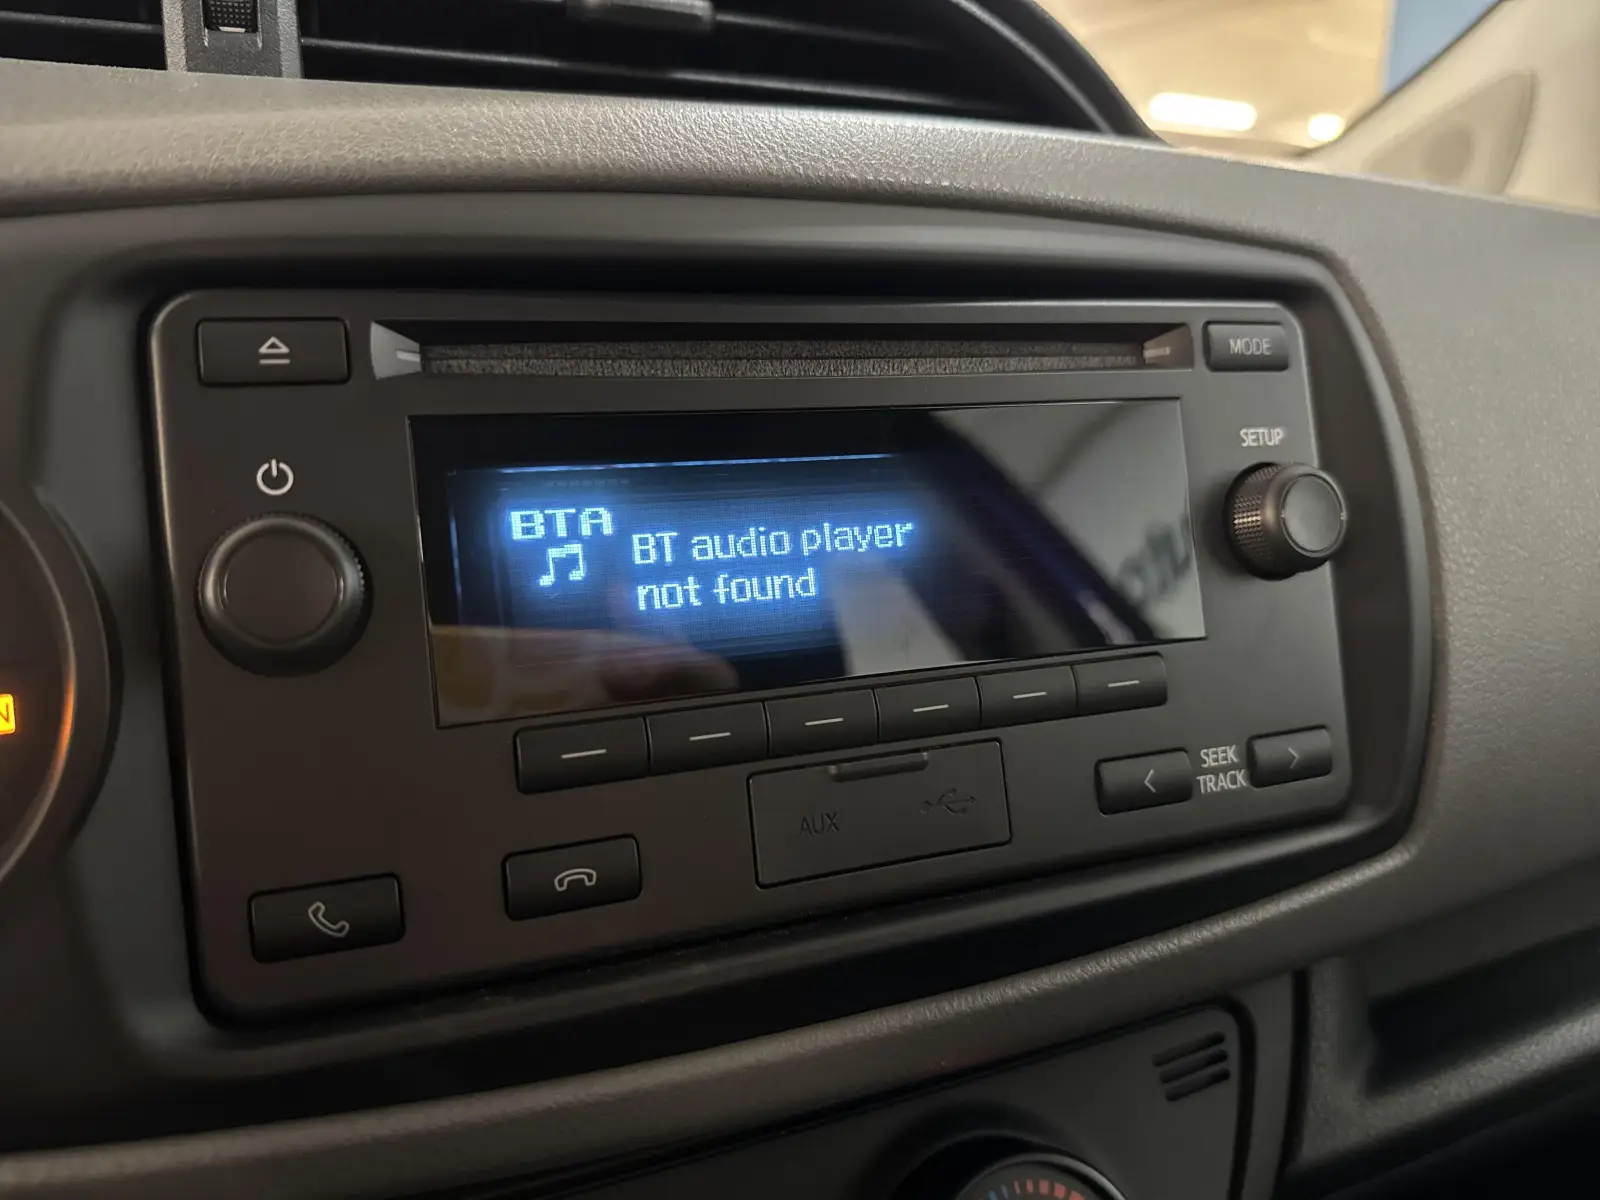 MODE
SETUP
BTA
BT audio player
not found
SEEK
TRACK
AUX